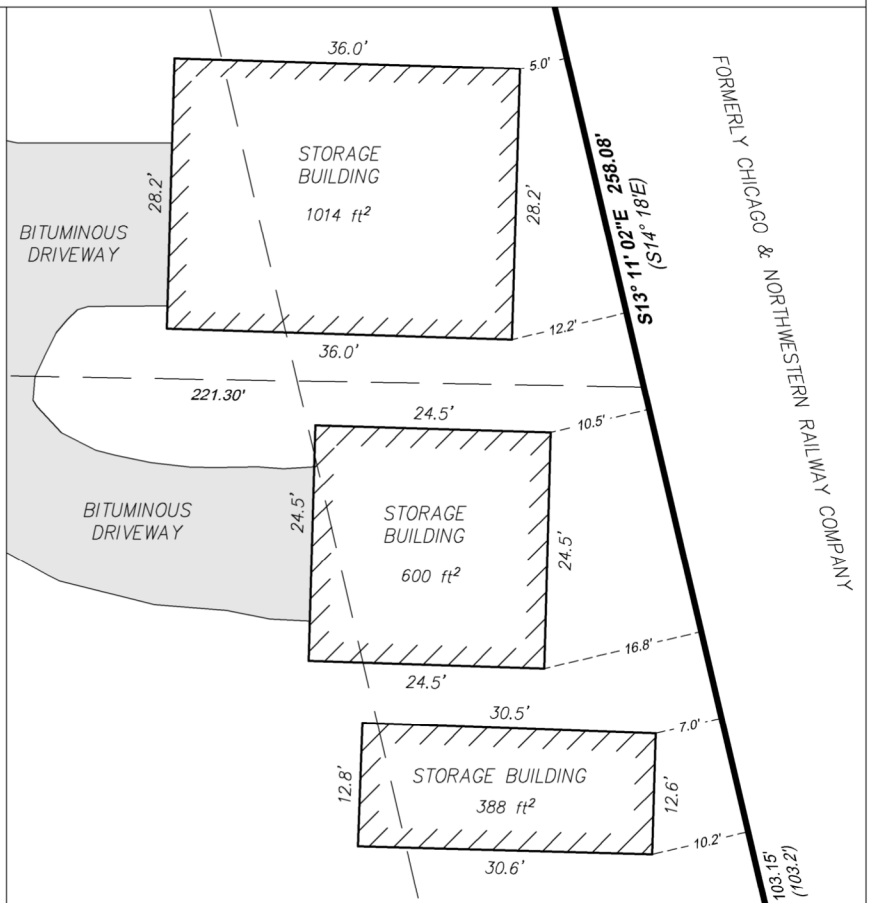 36.0'
5.0'
FORMERLY CHICAGO & NORTHWESTERN RAILWAY COMPANY
S13° 11' 02"E 258.08'
(S14° 18'E)
STORAGE
BUILDING
1014 ft²
28.2'
28.2'
BITUMINOUS
DRIVEWAY
12.2'
36.0'
221.30'
24.5'
10.5'
BITUMINOUS
DRIVEWAY
24.5'
STORAGE
BUILDING
600 ft²
24.5'
16.8'
24.5'
30.5'
7.0'
12.8'
STORAGE BUILDING
388 ft²
12.6'
10.2'
30.6'
103.15'
(103.2')